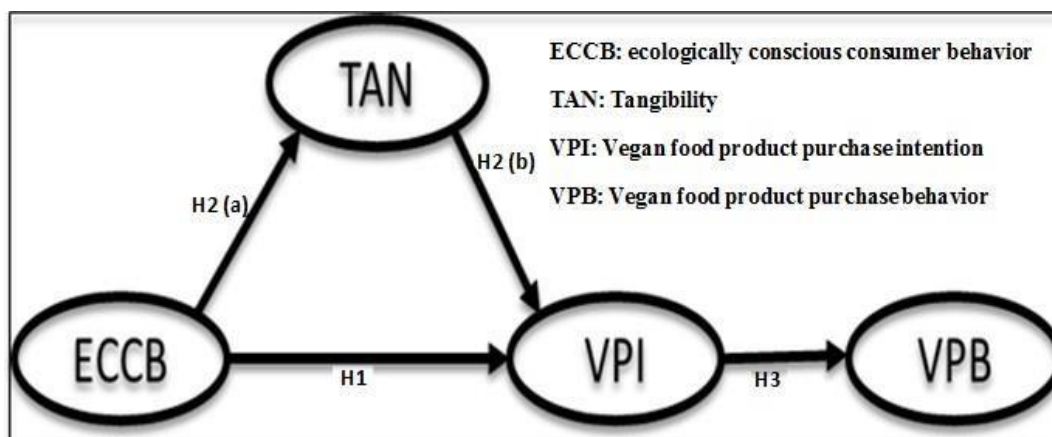 TAN
ECCB: ecologically conscious consumer behavior
TAN: Tangibility
VPI: Vegan food product purchase intention
VPB: Vegan food product purchase behavior
H2 (a)
H2 (b)
ECCB
H1
VPI
H3
VPB